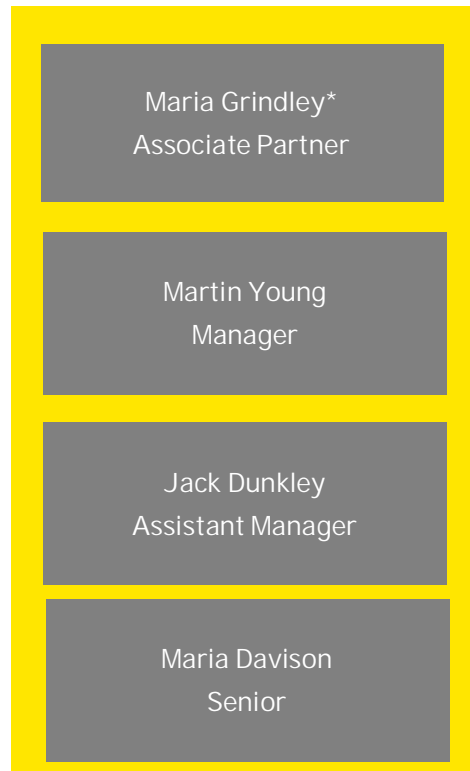 Maria Grindley*
Associate Partner
Martin Young
Manager
Jack Dunkley
Assistant Manager
Maria Davison
Senior